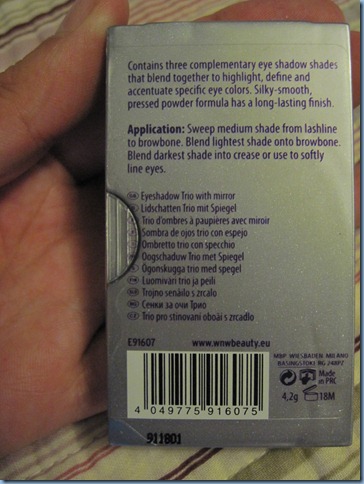 Contains three complementary eye shadow shades
that blend together to highlight, define and
accentuate specific eye colors. Silky-smooth,
pressed powder formula has a long-lasting finish.
Application: Sweep medium shade from lashline
to browbone. Blend lightest shade onto browbone.
Blend darkest shade into crease or use to softly
line eyes.
Eyeshadow Trio with mirror
Lidschatten Trio mit Spiegel
Trio d'ombres à paupières avec miroir
Sombra de ojos trio con espejo
Ombretto trio con specchio
Oogschaduw Trio met Spiegel
Ögonskugga trio med spegel
Luomiväri trio ja peili
Trojno senčilo s zrcalo
Сенки за очи Трио
Trio pro stínování obočí s zrcadlo
E91607 www.wnwbeauty.eu
MBP WIESBADEN MILANO
BASINGSTOKE RG 248PZ
Made
in PRC
4,2g 18M
4 049775 916075
911801